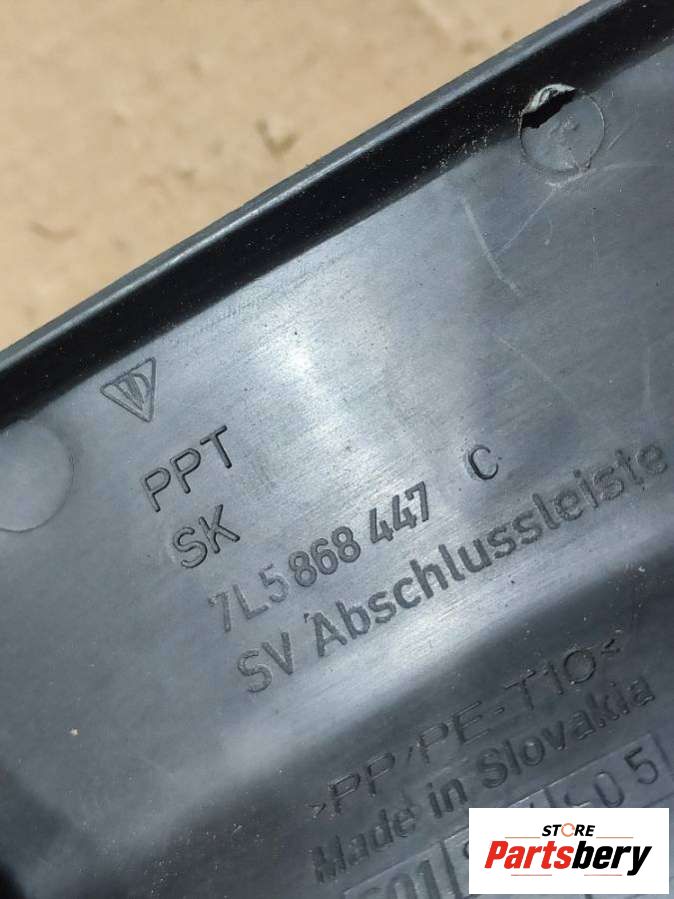 PPT
SK
7L5 868 447 C
SV Abschlussleiste
>PP/PE-T10<
Made in Slovakia
STORE
Partsbery